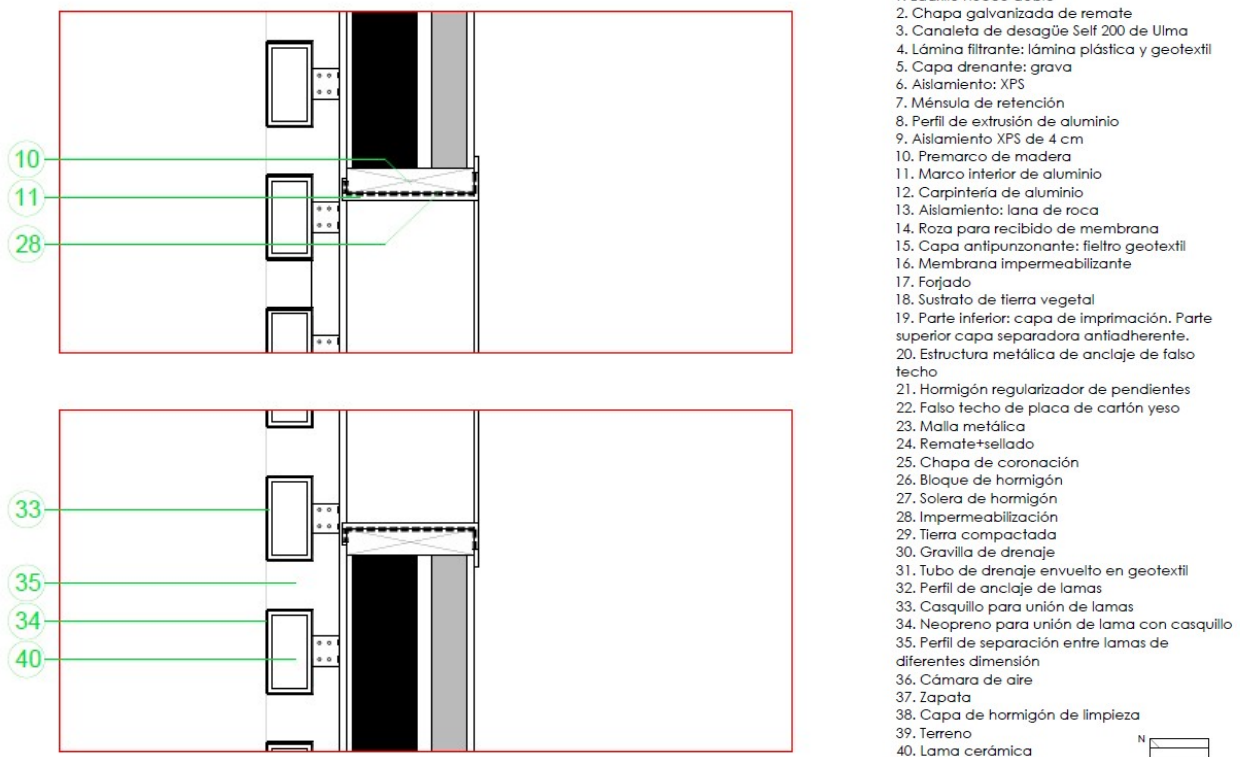 2. Chapa galvanizada de remate
3. Canaleta de desagüe Self 200 de Ulma
4. Lámina filtrante: lámina plástica y geotextil
5. Capa drenante: grava
6. Aislamiento: XPS
7. Ménsula de retención
8. Perfil de extrusión de aluminio
9. Aislamiento XPS de 4 cm
10. Premarco de madera
11. Marco interior de aluminio
12. Carpintería de aluminio
13. Aislamiento: lana de roca
14. Roza para recibido de membrana
15. Capa antipunzonante: fieltro geotextil
16. Membrana impermeabilizante
17. Forjado
18. Sustrato de tierra vegetal
19. Parte inferior: capa de imprimación. Parte
superior capa separadora antiadherente.
20. Estructura metálica de anclaje de falso
techo
21. Hormigón regularizador de pendientes
22. Falso techo de placa de cartón yeso
23. Malla metálica
24. Remate+sellado
25. Chapa de coronación
26. Bloque de hormigón
27. Solera de hormigón
28. Impermeabilización
29. Tierra compactada
30. Gravilla de drenaje
31. Tubo de drenaje envuelto en geotextil
32. Perfil de anclaje de lamas
33. Casquillo para unión de lamas
34. Neopreno para unión de lama con casquillo
35. Perfil de separación entre lamas de
diferentes dimensión
36. Cámara de aire
37. Zapata
38. Capa de hormigón de limpieza
39. Terreno
40. Lama cerámica
10
11
28
33
35
34
40
N